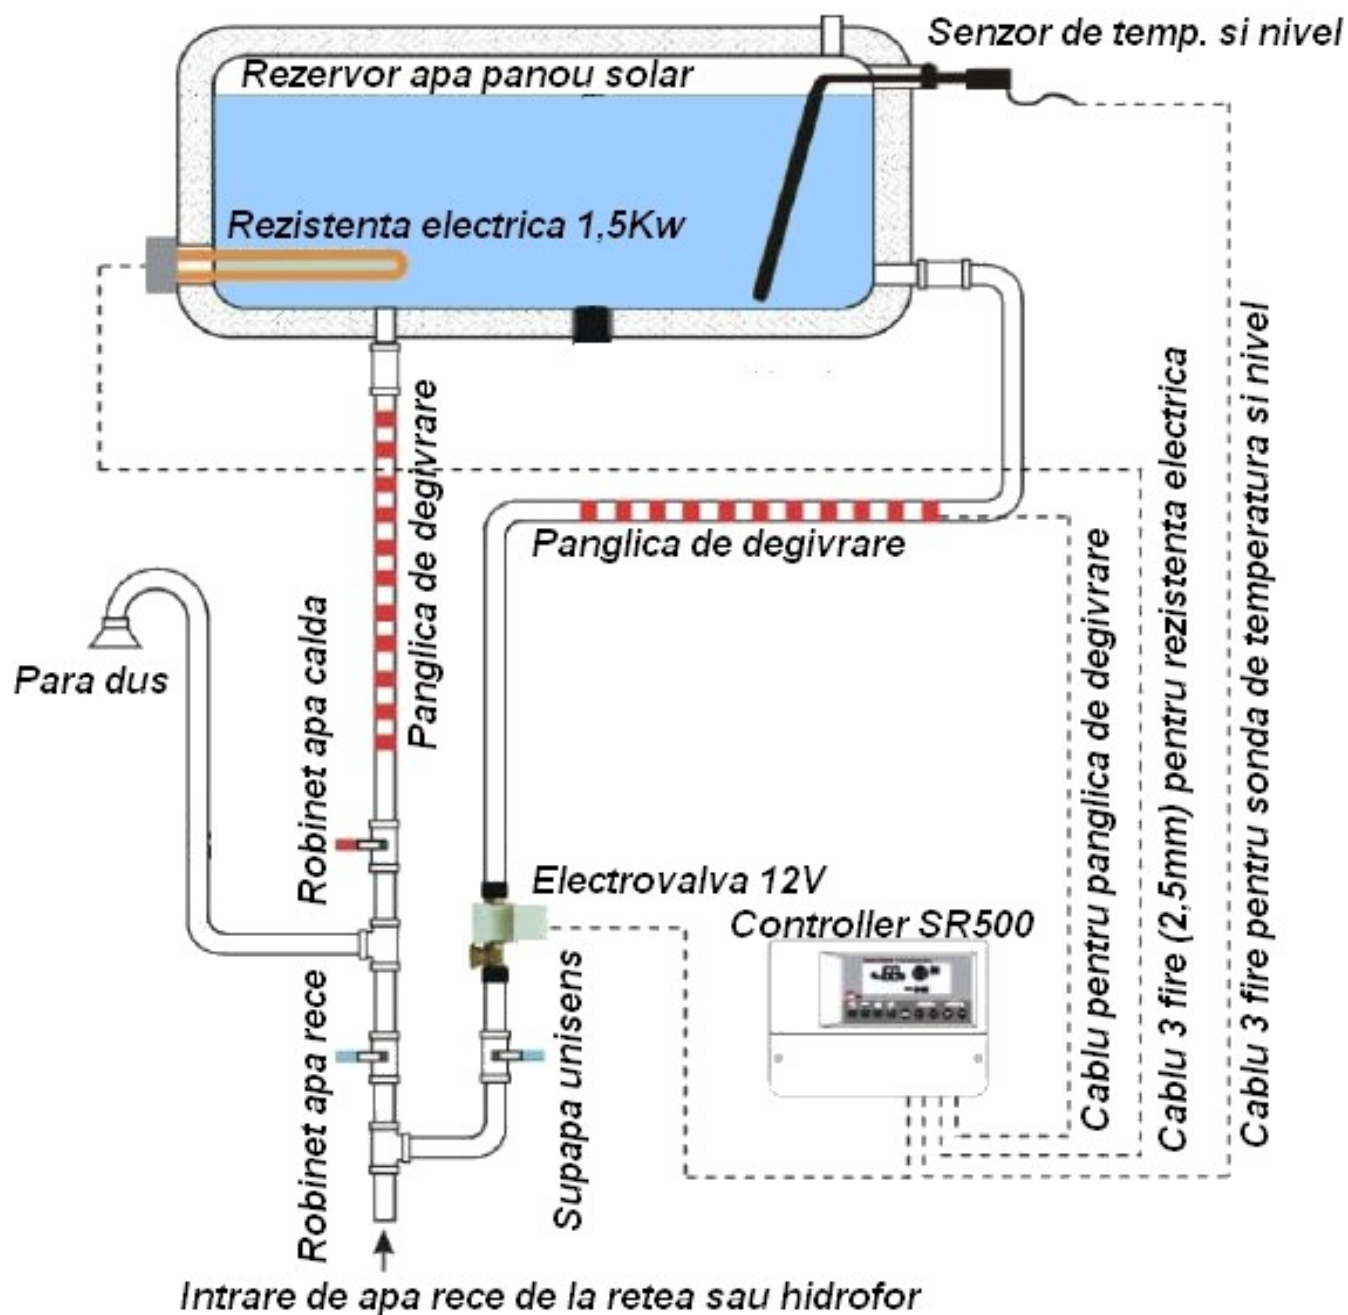 Senzor de temp. si nivel
Rezervor apa panou solar
Rezistenta electrica 1,5Kw
Panglica de degivrare
Panglica de degivrare
Para dus
Robinet apa calda
Electrovalva 12V
Controller SR500
Robinet apa rece
Supapa unisens
Cablu pentru panglica de degivrare
Cablu 3 fire (2,5mm) pentru rezistenta electrica
Cablu 3 fire pentru sonda de temperatura si nivel
Intrare de apa rece de la retea sau hidrofor